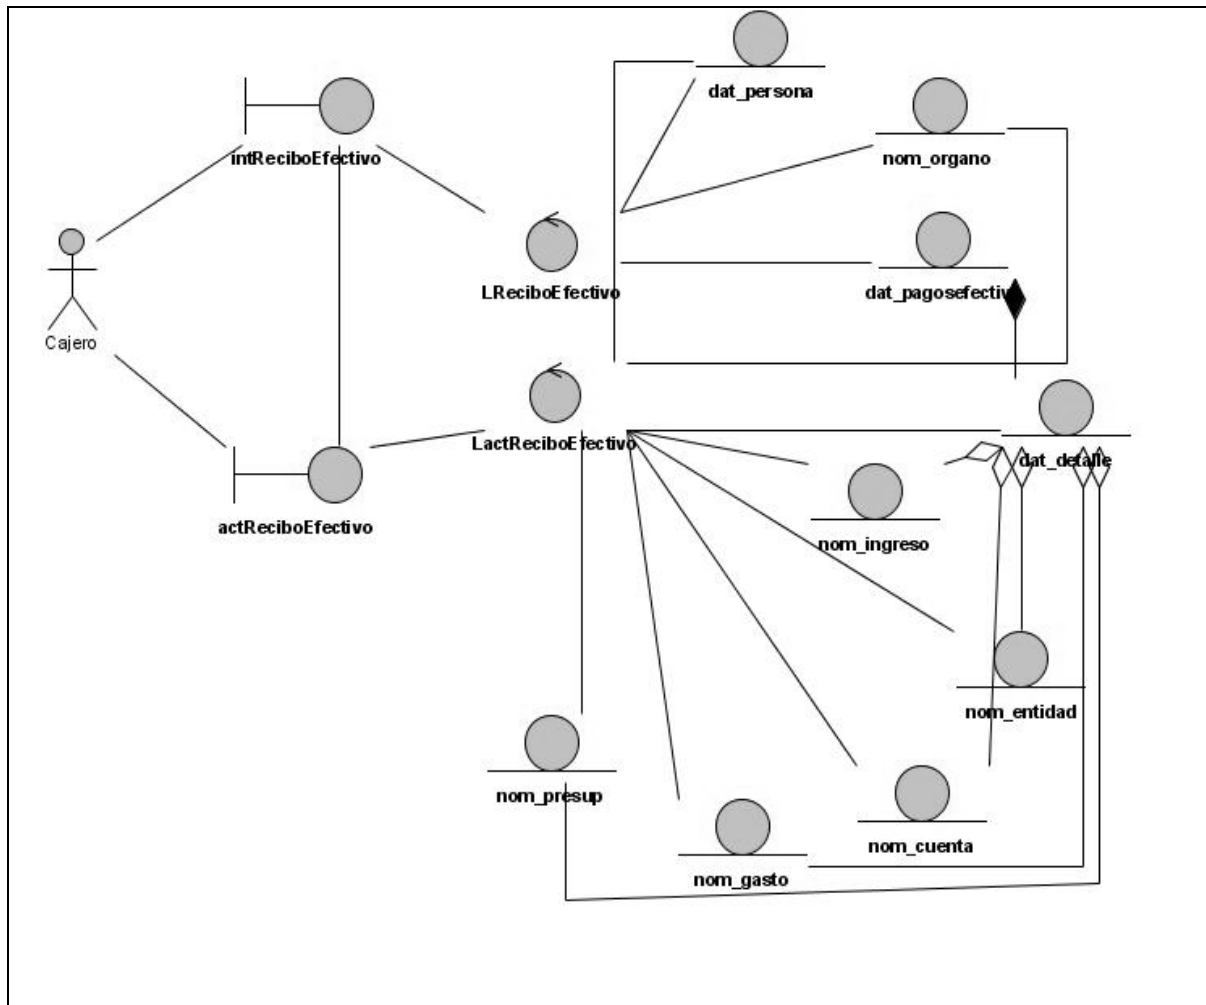 dat_persona
intReciboEfectivo
nom_organo
LReciboEfectivo
dat_pagosefectiv
Cajero
LactReciboEfectivo
dat_detalle
actReciboEfectivo
nom_ingreso
nom_entidad
nom_presup
nom_cuenta
nom_gasto